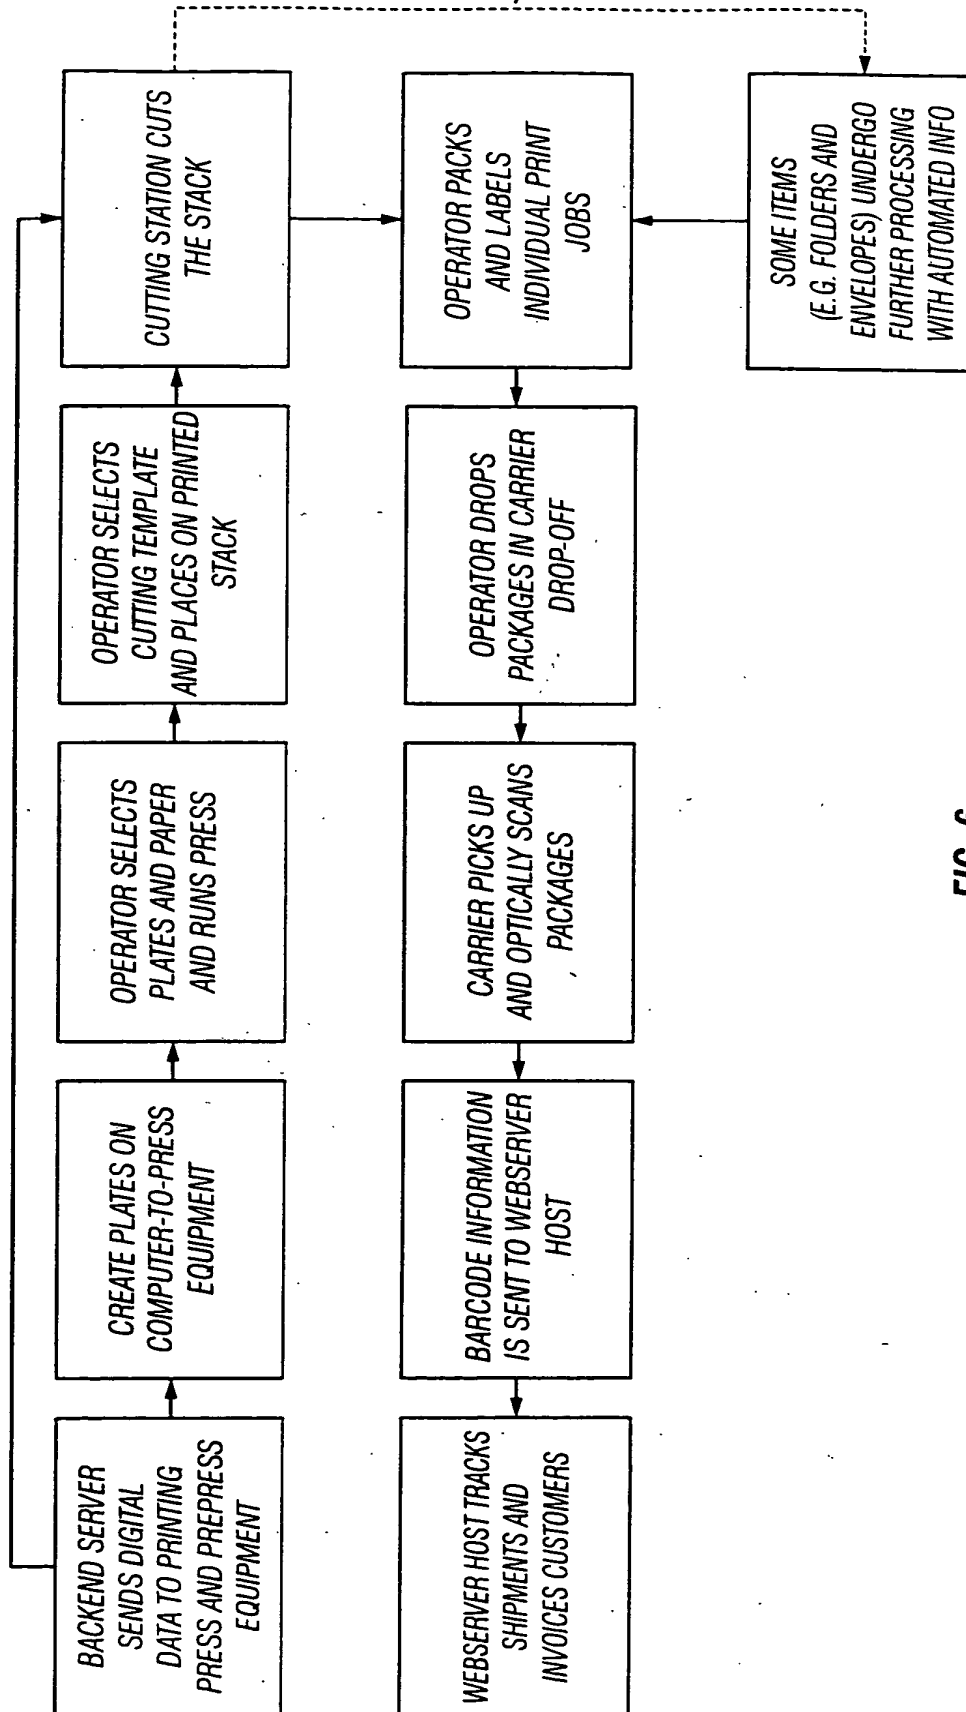 BACKEND SERVER
SENDS DIGITAL
DATA TO PRINTING
PRESS AND PREPRESS
EQUIPMENT
CREATE PLATES ON
COMPUTER-TO-PRESS
EQUIPMENT
OPERATOR SELECTS
PLATES AND PAPER
AND RUNS PRESS
OPERATOR SELECTS
CUTTING TEMPLATE
AND PLACES ON PRINTED
STACK
CUTTING STATION CUTS
THE STACK
WEBSERVER HOST TRACKS
SHIPMENTS AND
INVOICES CUSTOMERS
BARCODE INFORMATION
IS SENT TO WEBSERVER
HOST
CARRIER PICKS UP
AND OPTICALLY SCANS
PACKAGES
OPERATOR DROPS
PACKAGES IN CARRIER
DROP-OFF
OPERATOR PACKS
AND LABELS
INDIVIDUAL PRINT
JOBS
SOME ITEMS
(E.G. FOLDERS AND
ENVELOPES) UNDERGO
FURTHER PROCESSING
WITH AUTOMATED INFO